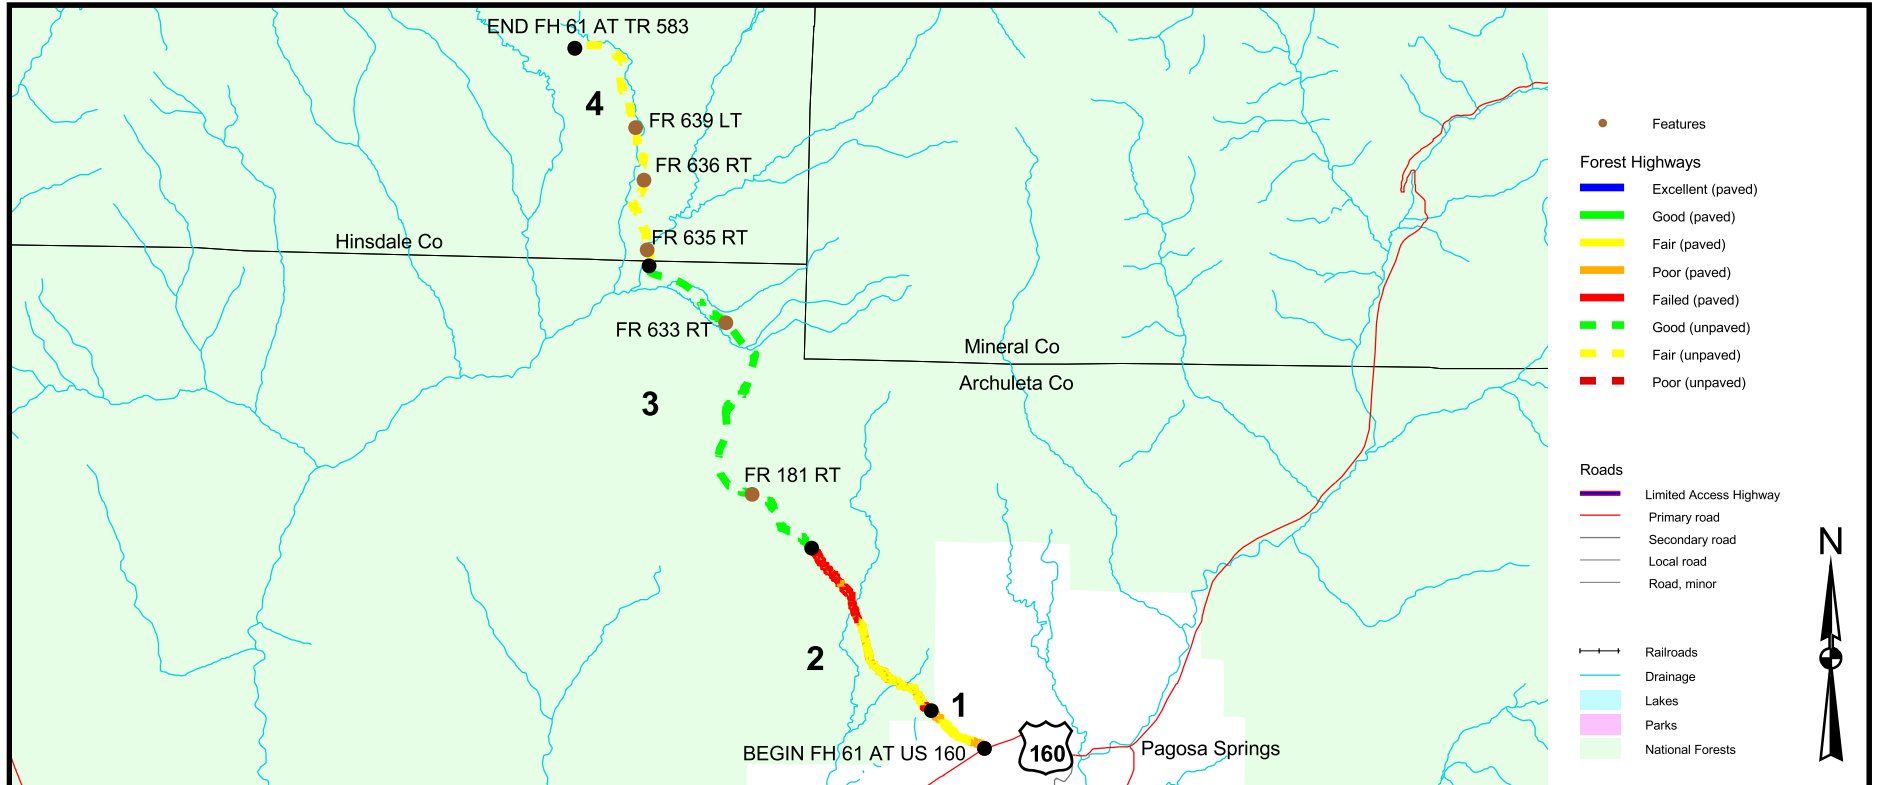 END FH 61 AT TR 583
4
FR 639 LT
FR 636 RT
FR 635 RT
Hinsdale Co
FR 633 RT
Mineral Co
Archuleta Co
3
FR 181 RT
2
1
BEGIN FH 61 AT US 160
160
Pagosa Springs
Features
Forest Highways
Excellent (paved)
Good (paved)
Fair (paved)
Poor (paved)
Failed (paved)
Good (unpaved)
Fair (unpaved)
Poor (unpaved)
Roads
Limited Access Highway
Primary road
Secondary road
Local road
Road, minor
N
Railroads
Drainage
Lakes
Parks
National Forests